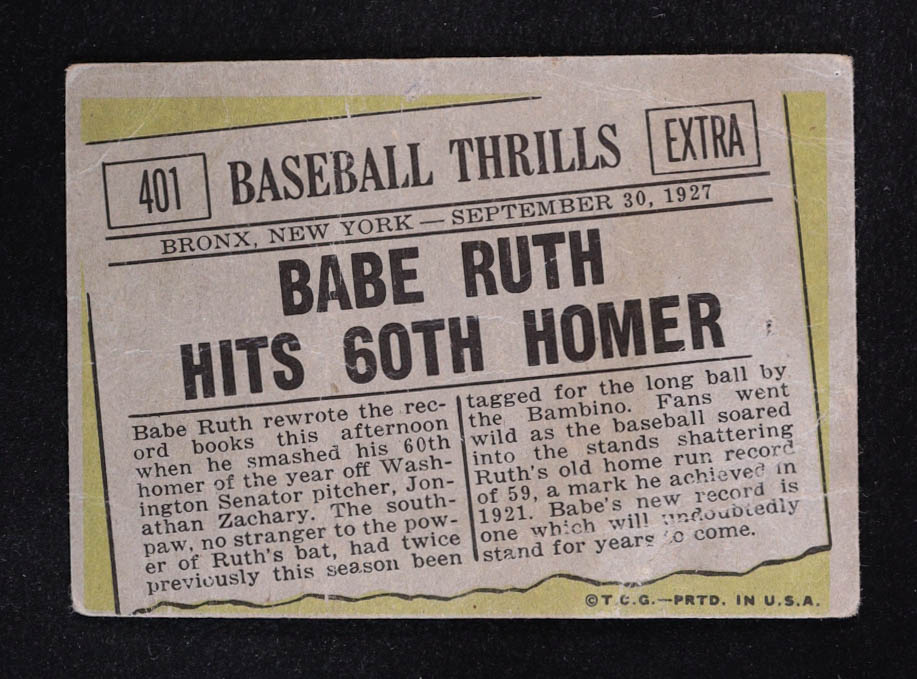 401 BASEBALL THRILLS EXTRA
BRONX, NEW YORK — SEPTEMBER 30, 1927
BABE RUTH
HITS 60TH HOMER
Babe Ruth rewrote the rec-
ord books this afternoon
when he smashed his 60th
homer of the year off Wash-
ington Senator pitcher, Jon-
athan Zachary. The south-
paw, no stranger to the pow-
er of Ruth's bat, had twice
previously this season been
tagged for the long ball by
the Bambino. Fans went
wild as the baseball soared
into the stands shattering
Ruth's old home run record
of 59, a mark he achieved in
1921. Babe's new record is
one which will undoubtedly
stand for years to come.
©T.C.G.—PRTD. IN U.S.A.